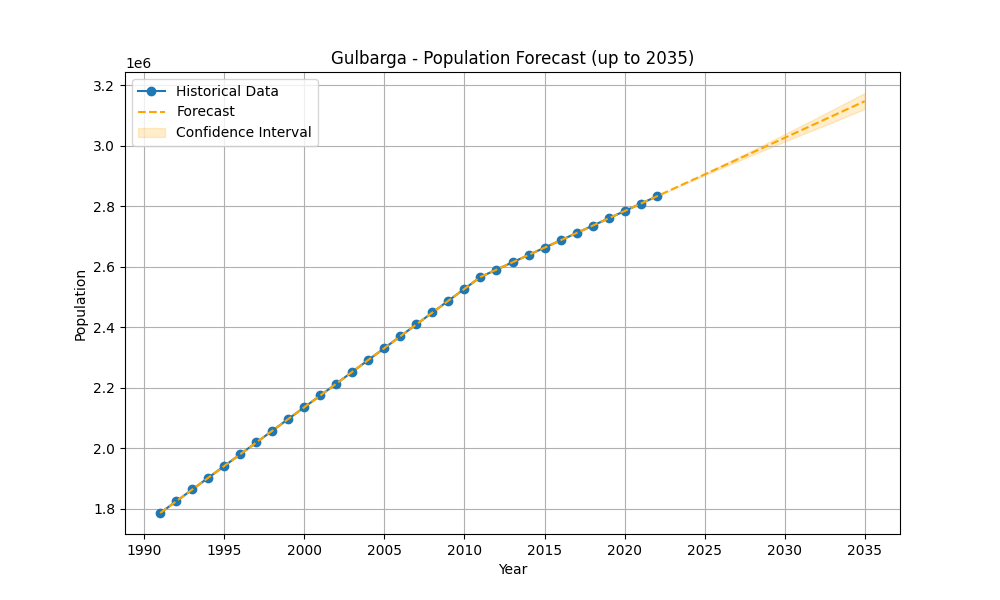 Gulbarga - Population Forecast (up to 2035)
1e6
Historical Data
Forecast
Confidence Interval
3.2
3.0
2.8
2.6
2.4
2.2
2.0
1.8
Population
1990 1995 2000 2005 2010 2015 2020 2025 2030 2035
Year